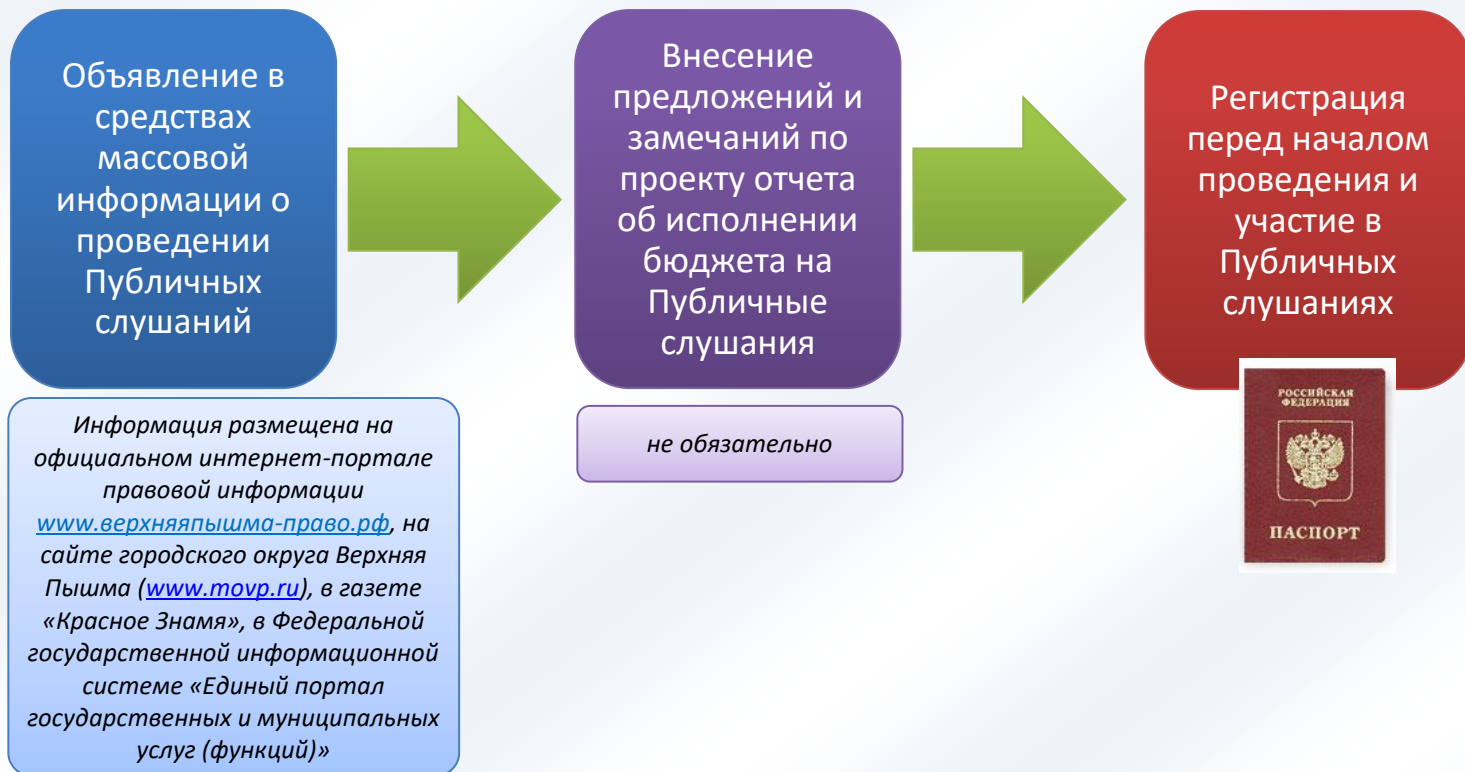 Объявление в
средствах
массовой
информации о
проведении
Публичных
слушаний
Информация размещена на
официальном интернет-портале
правовой информации
www.верхняяпышма-право.рф, на
сайте городского округа Верхняя
Пышма (www.movp.ru), в газете
«Красное Знамя», в Федеральной
государственной информационной
системе «Единый портал
государственных и муниципальных
услуг (функций)»
Внесение
предложений и
замечаний по
проекту отчета
об исполнении
бюджета на
Публичные
слушания
не обязательно
Регистрация
перед началом
проведения и
участие в
Публичных
слушаниях
РОССИЙСКАЯ
ФЕДЕРАЦИЯ
ПАСПОРТ